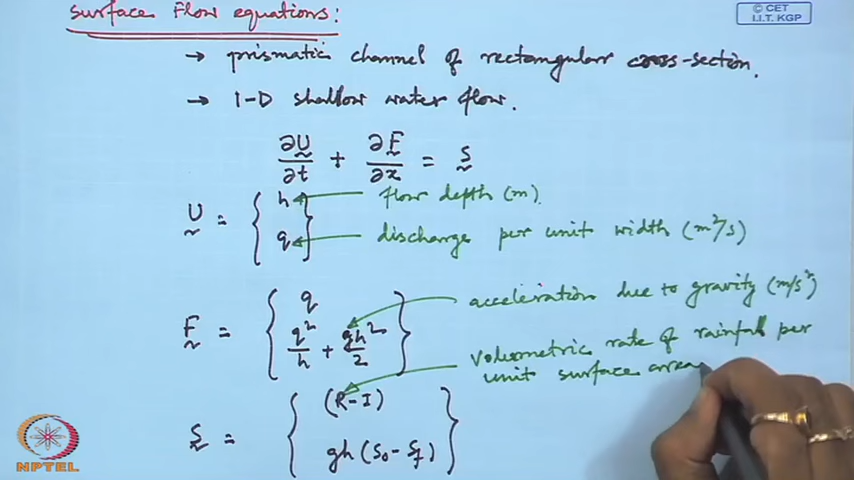 surface flow equations:
© CET
I.I.T. KGP
→ prismatic channel of rectangular cross-section.
→ 1-D shallow water flow.
∂U/∂t + ∂F/∂x = S
U = { h q }
flow depth (m).
discharge per unit width (m²/s)
F = { q q²/h + gh²/2 }
acceleration due to gravity (m/s²)
volumetric rate of rainfall per
unit surface area
S = { (R-I) gh(S₀-S_f) }
NPTEL